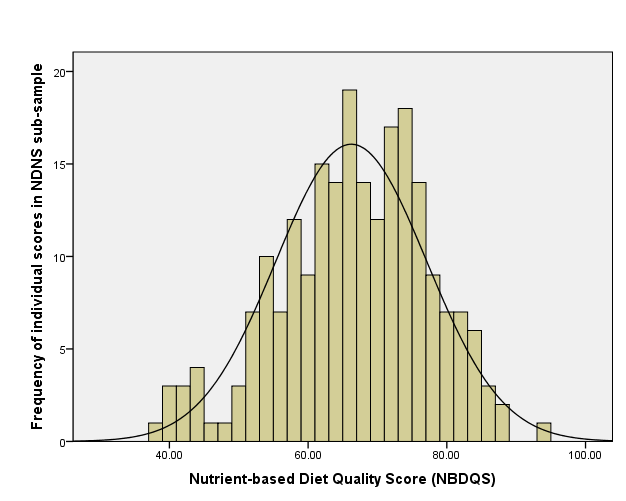 Frequency of individual scores in NDNS sub-sample
20
15
10
5
0
40.00 60.00 80.00 100.00
Nutrient-based Diet Quality Score (NBDQS)